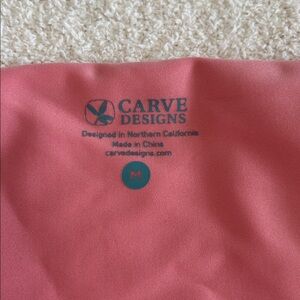 CARVE
DESIGNS
Designed in Northern California
Made in China
carvedesigns.com
M